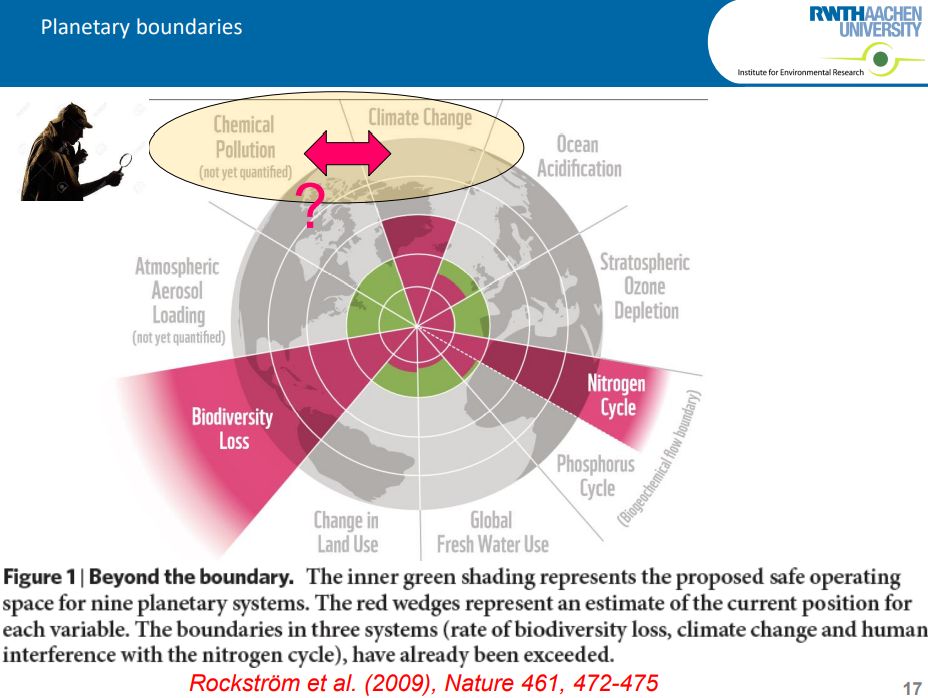 Planetary boundaries
RWTHAACHEN
UNIVERSITY
Institute for Environmental Research
Chemical
Pollution
(not yet quantified)
Climate Change
Ocean
Acidification
?
Atmospheric
Aerosol
Loading
(not yet quantified)
Stratospheric
Ozone
Depletion
Biodiversity
Loss
Nitrogen
Cycle
Phosphorus
Cycle
(Biogeochemical flow boundary)
Change in
Land Use
Global
Fresh Water Use
Figure 1 | Beyond the boundary. The inner green shading represents the proposed safe operating
space for nine planetary systems. The red wedges represent an estimate of the current position for
each variable. The boundaries in three systems (rate of biodiversity loss, climate change and human
interference with the nitrogen cycle), have already been exceeded.
Rockström et al. (2009), Nature 461, 472-475
17